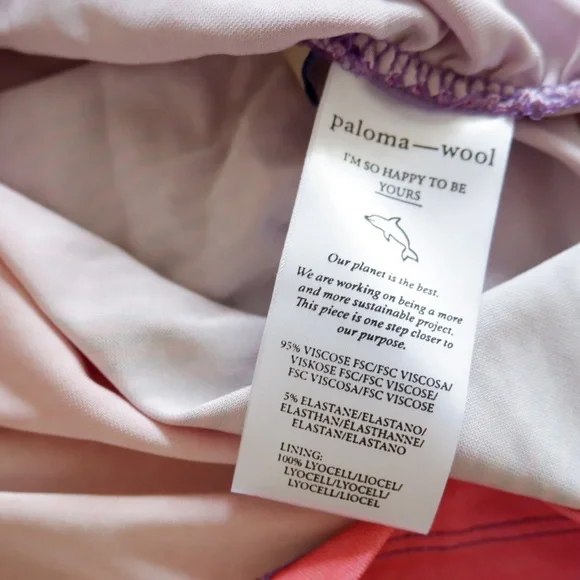 paloma—wool
I'M SO HAPPY TO BE
YOURS
Our planet is the best.
We are working on being a more
and more sustainable project.
This piece is one step closer to
our purpose.
95% VISCOSE FSC/FSC VISCOSA/
VISKOSE FSC/FSC VISCOSE/
FSC VISCOSA/FSC VISCOSE
5% ELASTANE/ELASTANO/
ELASTHAN/ÉLASTHANNE/
ELASTAN/ELASTANO
LINING:
100% LYOCELL/LIOCEL/
LYOCELL/LYOCELL/
LYOCELL/LIOCEL